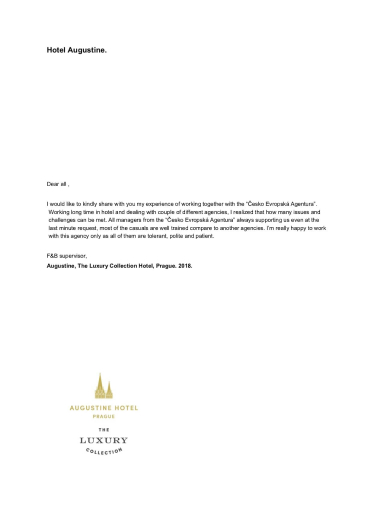 Hotel Augustine.
Dear all ,
I would like to kindly share with you my experience of working together with the “Česko Evropská Agentura”.
Working long time in hotel and dealing with couple of different agencies, I realized that how many issues and
challenges can be met. All managers from the “Česko Evropská Agentura” always supporting us even at the
last minute request, most of the casuals are well trained compare to another agencies. I’m really happy to work
with this agency only as all of them are tolerant, polite and patient.
F&B supervisor,
Augustine, The Luxury Collection Hotel, Prague. 2018.
AUGUSTINE HOTEL
PRAGUE
THE
LUXURY
COLLECTION